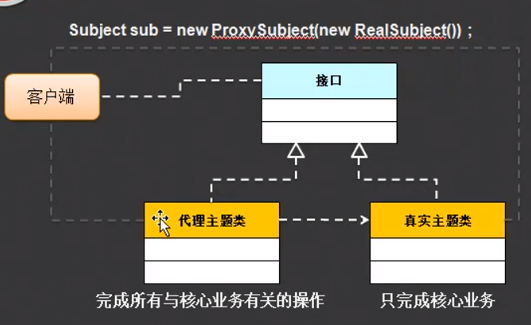 Subject sub = new ProxySubject(new RealSubject()) ;
客户端
接口
代理主题类
真实主题类
完成所有与核心业务有关的操作
只完成核心业务